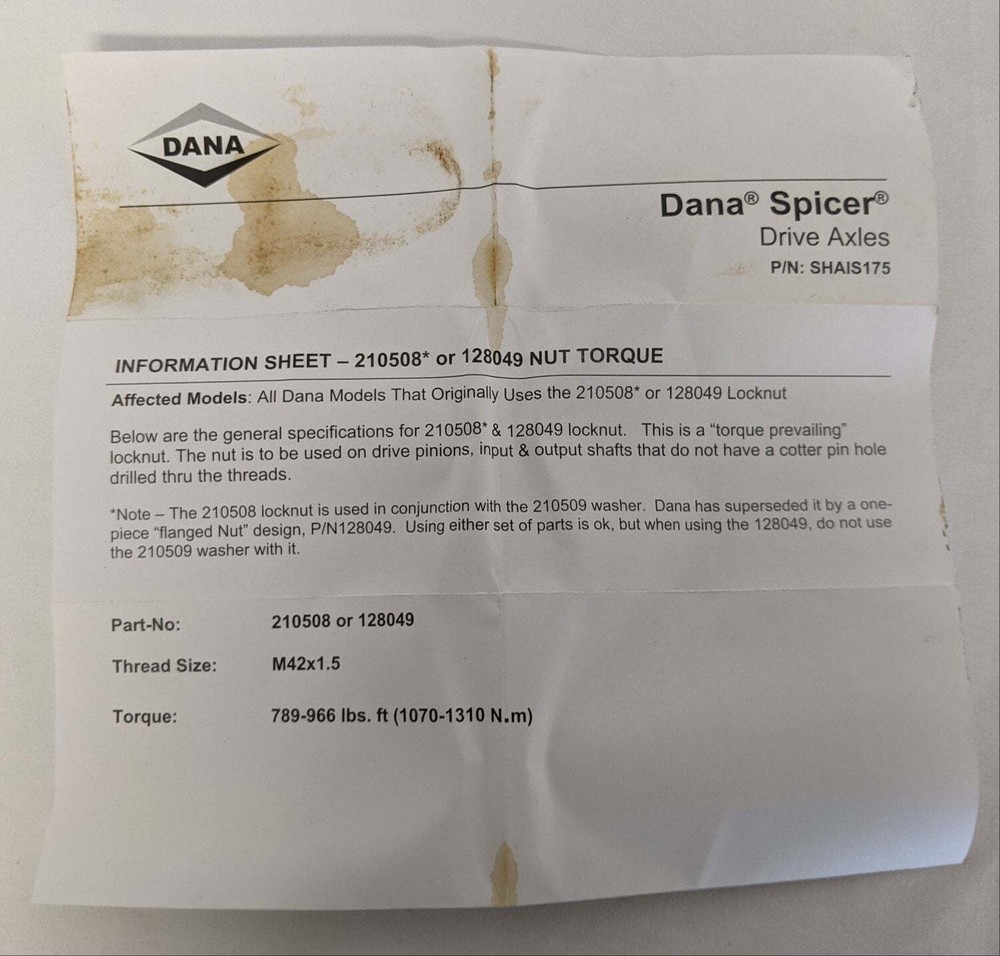 DANA
Dana® Spicer®
Drive Axles
P/N: SHAIS175
INFORMATION SHEET – 210508* or 128049 NUT TORQUE
Affected Models: All Dana Models That Originally Uses the 210508* or 128049 Locknut
Below are the general specifications for 210508* & 128049 locknut. This is a “torque prevailing”
locknut. The nut is to be used on drive pinions, input & output shafts that do not have a cotter pin hole
drilled thru the threads.
*Note – The 210508 locknut is used in conjunction with the 210509 washer. Dana has superseded it by a one-
piece “flanged Nut” design, P/N128049. Using either set of parts is ok, but when using the 128049, do not use
the 210509 washer with it.
Part-No: 210508 or 128049
Thread Size: M42x1.5
Torque: 789-966 lbs. ft (1070-1310 N.m)